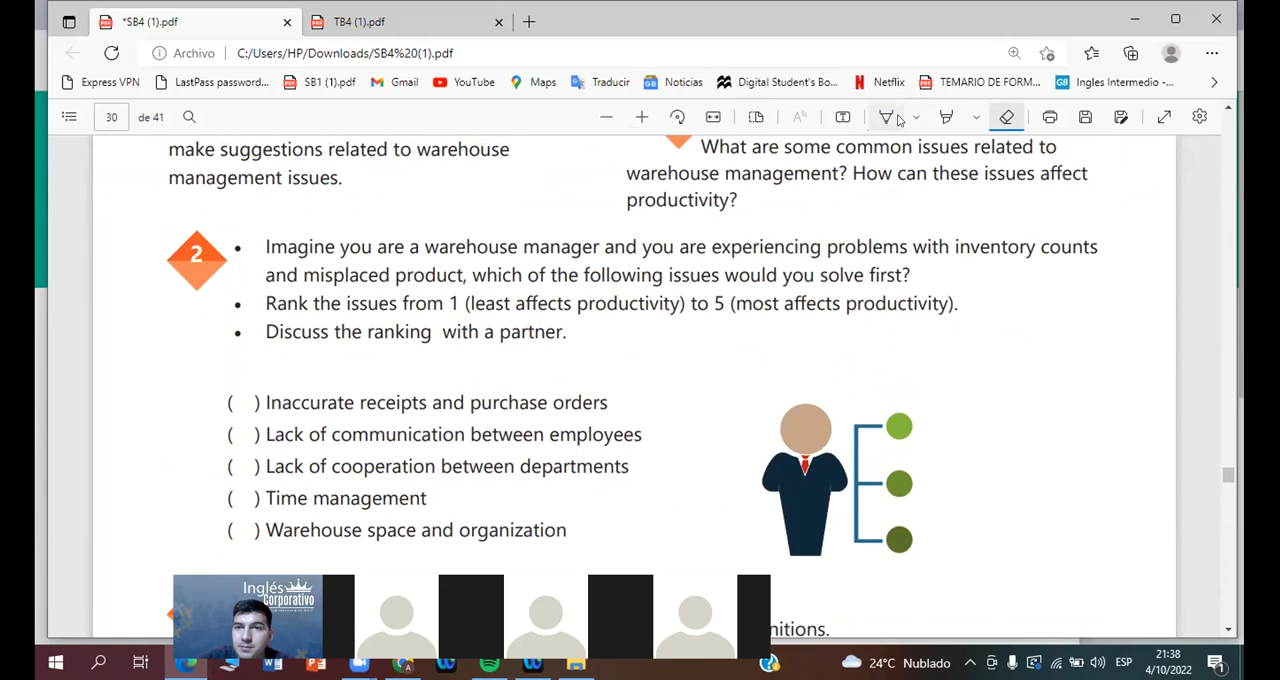 *SB4 (1).pdf
TB4 (1).pdf
Archivo C:/Users/HP/Downloads/SB4%20(1).pdf
Express VPN LastPass password... SB1 (1).pdf Gmail YouTube Maps Traducir Noticias Digital Student's Bo... Netflix TEMARIO DE FORM... Ingles Intermedio -...
30 de 41
make suggestions related to warehouse
management issues.
What are some common issues related to
warehouse management? How can these issues affect
productivity?
2
• Imagine you are a warehouse manager and you are experiencing problems with inventory counts
and misplaced product, which of the following issues would you solve first?
• Rank the issues from 1 (least affects productivity) to 5 (most affects productivity).
• Discuss the ranking with a partner.
( ) Inaccurate receipts and purchase orders
( ) Lack of communication between employees
( ) Lack of cooperation between departments
( ) Time management
( ) Warehouse space and organization
Inglés
Corporativo
nitions.
24°C Nublado
ESP
21:38
4/10/2022
1